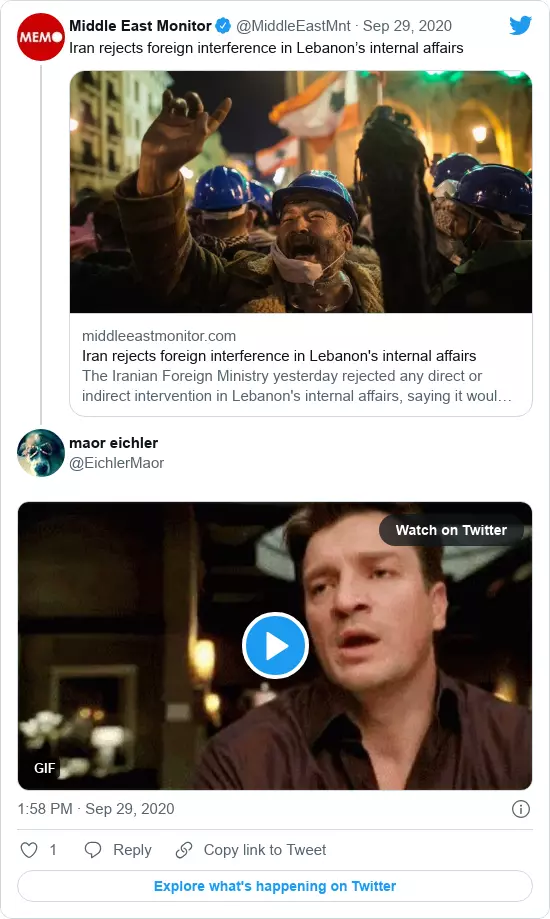 MEMO
Middle East Monitor @MiddleEastMnt · Sep 29, 2020
Iran rejects foreign interference in Lebanon’s internal affairs
middleeastmonitor.com
Iran rejects foreign interference in Lebanon's internal affairs
The Iranian Foreign Ministry yesterday rejected any direct or
indirect intervention in Lebanon's internal affairs, saying it woul…
maor eichler
@EichlerMaor
Watch on Twitter
GIF
1:58 PM · Sep 29, 2020
1 Reply Copy link to Tweet
Explore what's happening on Twitter